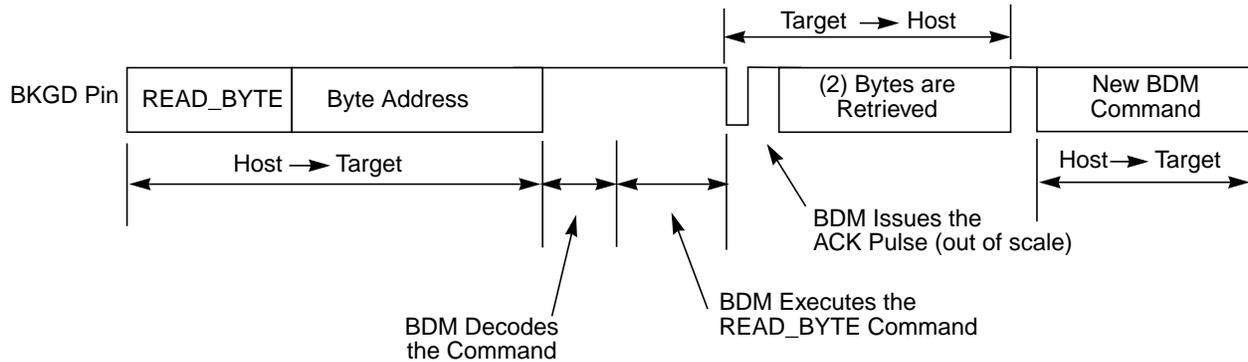 Target → Host
BKGD Pin
READ_BYTE
Byte Address
(2) Bytes are
Retrieved
New BDM
Command
Host → Target
Host → Target
BDM Issues the
ACK Pulse (out of scale)
BDM Decodes
the Command
BDM Executes the
READ_BYTE Command